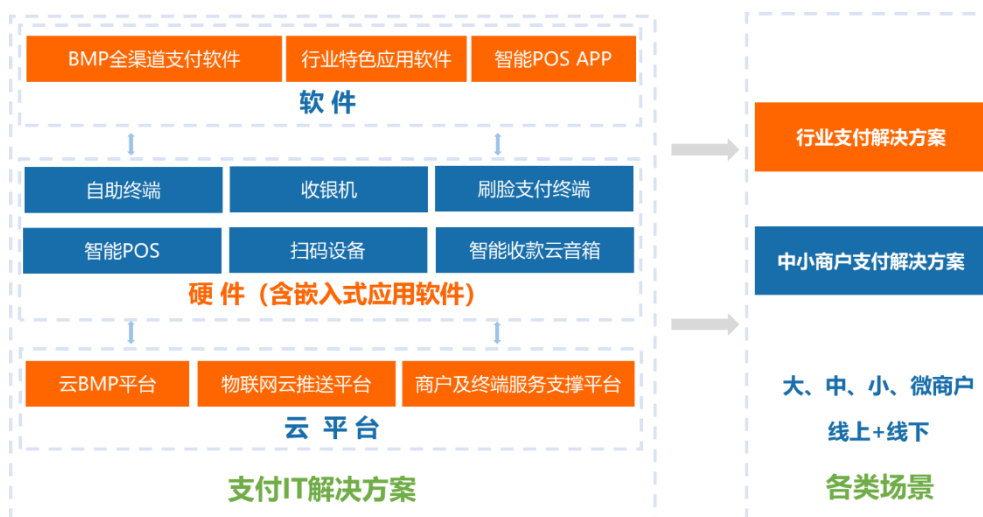 BMP全渠道支付软件 行业特色应用软件 智能POS APP
软 件
自助终端 收银机 刷脸支付终端
智能POS 扫码设备 智能收款云音箱
硬 件（含嵌入式应用软件）
云BMP平台 物联网云推送平台 商户及终端服务支撑平台
云 平 台
支付IT解决方案
行业支付解决方案
中小商户支付解决方案
大、中、小、微商户
线上+线下
各类场景